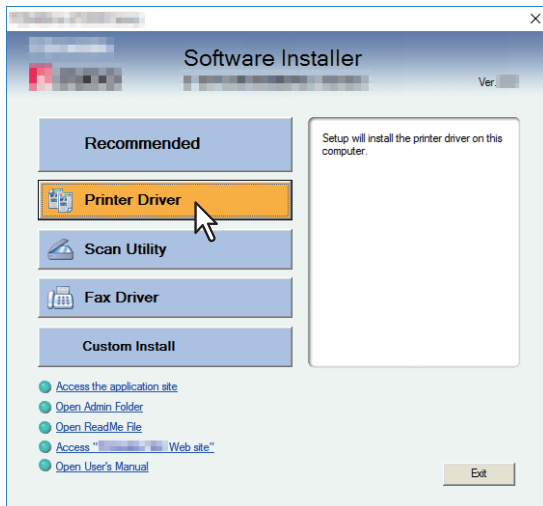 Software Installer
Ver.
Recommended
Setup will install the printer driver on this
computer.
Printer Driver
Scan Utility
Fax Driver
Custom Install
Access the application site
Open Admin Folder
Open ReadMe File
Access " Web site"
Open User's Manual
Exit